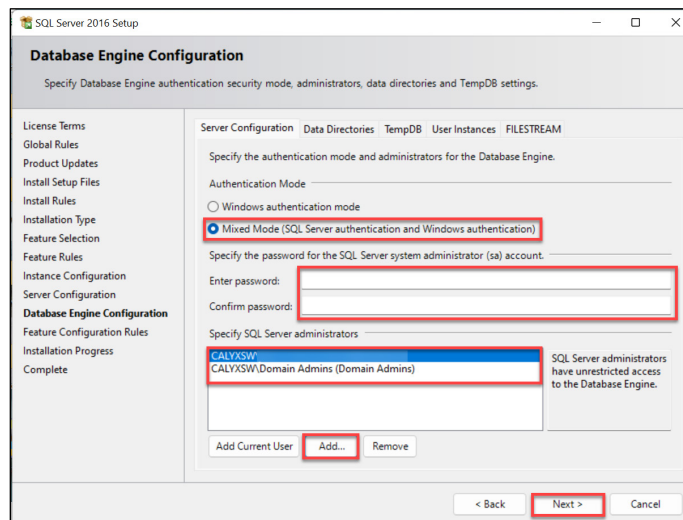 SQL Server 2016 Setup
Database Engine Configuration
Specify Database Engine authentication security mode, administrators, data directories and TempDB settings.
License Terms
Global Rules
Product Updates
Install Setup Files
Install Rules
Installation Type
Feature Selection
Feature Rules
Instance Configuration
Server Configuration
Database Engine Configuration
Feature Configuration Rules
Installation Progress
Complete
Server Configuration Data Directories TempDB User Instances FILESTREAM
Specify the authentication mode and administrators for the Database Engine.
Authentication Mode
Windows authentication mode
Mixed Mode (SQL Server authentication and Windows authentication)
Specify the password for the SQL Server system administrator (sa) account.
Enter password:
Confirm password:
Specify SQL Server administrators
CALYXSW\
CALYXSW\Domain Admins (Domain Admins)
SQL Server administrators
have unrestricted access
to the Database Engine.
Add Current User Add... Remove
< Back Next > Cancel